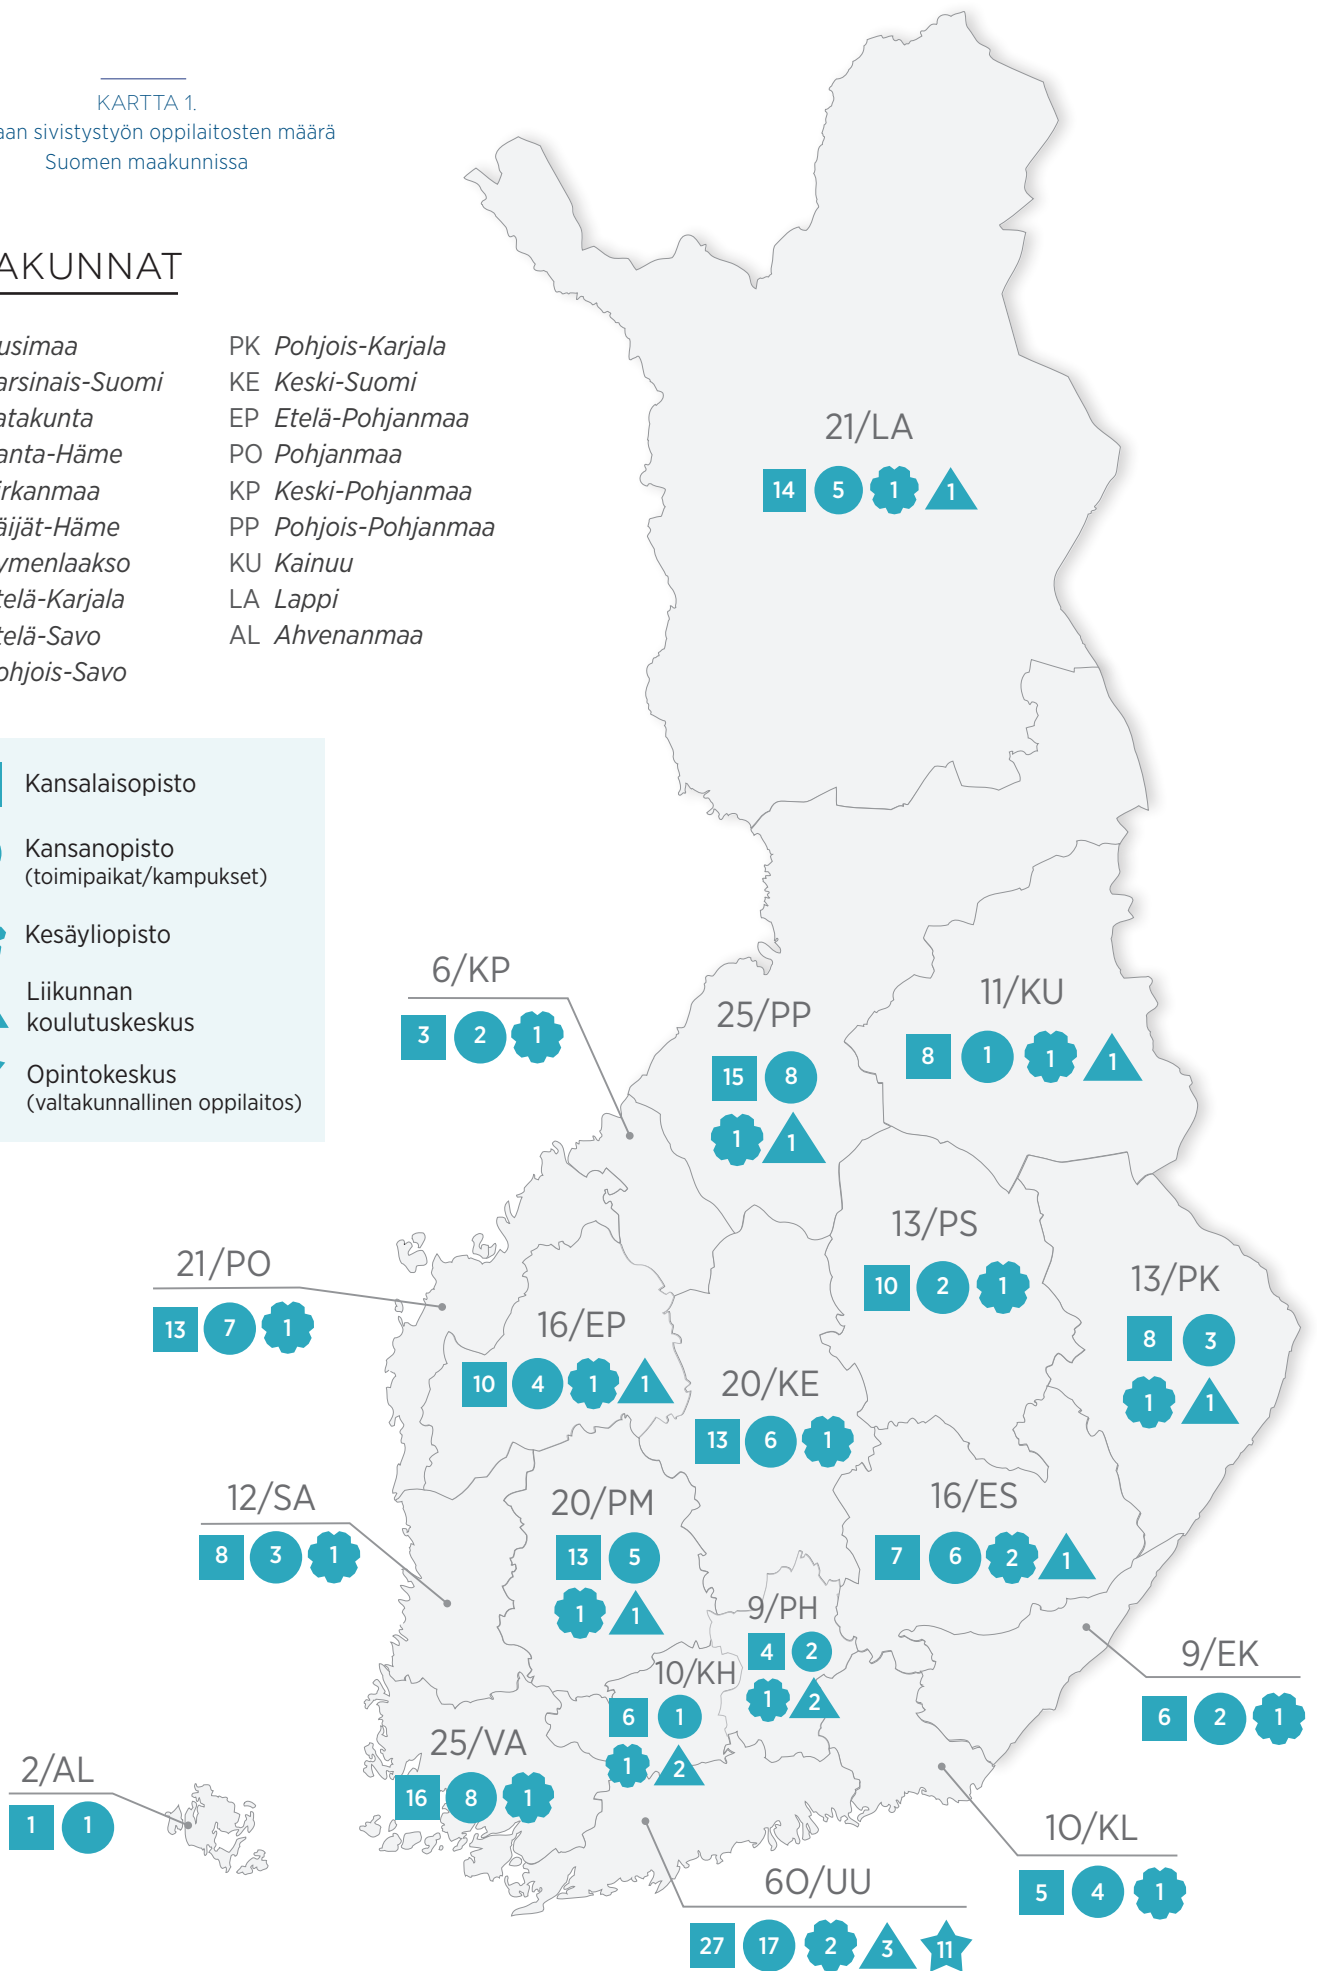 KARTTA 1.
aan sivistystyön oppilaitosten määrä
Suomen maakunnissa
AKUNNAT
usimaa
arsinais-Suomi
atakunta
anta-Häme
irkanmaa
äijät-Häme
ymenlaakso
telä-Karjala
telä-Savo
ohjois-Savo
PK Pohjois-Karjala
KE Keski-Suomi
EP Etelä-Pohjanmaa
PO Pohjanmaa
KP Keski-Pohjanmaa
PP Pohjois-Pohjanmaa
KU Kainuu
LA Lappi
AL Ahvenanmaa
Kansalaisopisto
Kansanopisto
(toimipaikat/kampukset)
Kesäyliopisto
Liikunnan
koulutuskeskus
Opintokeskus
(valtakunnallinen oppilaitos)
21/LA
14 5 1 1
6/KP
3 2 1
25/PP
15 8
1 1
11/KU
8 1 1 1
13/PS
10 2 1
13/PK
8 3
1 1
21/PO
13 7 1
16/EP
10 4 1 1
20/KE
13 6 1
12/SA
8 3 1
20/PM
13 5
1 1
16/ES
7 6 2 1
9/PH
4 2
1 2
10/KH
6 1
1 2
9/EK
6 2 1
25/VA
16 8 1
2/AL
1 1
10/KL
5 4 1
60/UU
27 17 2 3 11